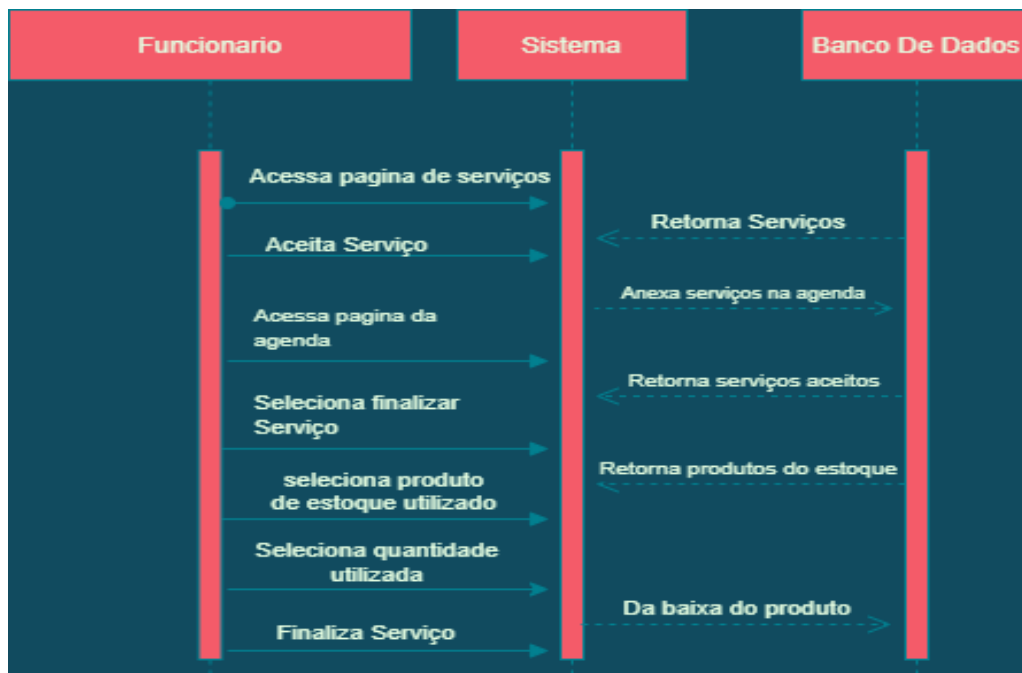 Funcionario
Sistema
Banco De Dados
Acessa pagina de serviços
Retorna Serviços
Aceita Serviço
Anexa serviços na agenda
Acessa pagina da
agenda
Retorna serviços aceitos
Seleciona finalizar
Serviço
Retorna produtos do estoque
seleciona produto
de estoque utilizado
Seleciona quantidade
utilizada
Da baixa do produto
Finaliza Serviço